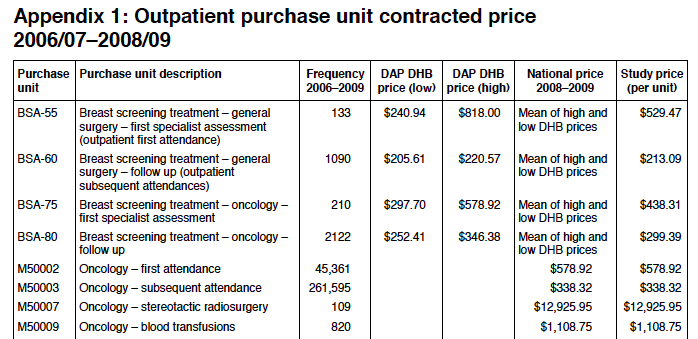 Appendix 1: Outpatient purchase unit contracted price
2006/07–2008/09
Purchase unit Purchase unit description Frequency 2006–2009 DAP DHB price (low) DAP DHB price (high) National price 2008–2009 Study price (per unit)
BSA-55 Breast screening treatment – general 133 $240.94 $818.00 Mean of high and $529.47
surgery – first specialist assessment low DHB prices
(outpatient first attendance)
BSA-60 Breast screening treatment – general 1090 $205.61 $220.57 Mean of high and $213.09
surgery – follow up (outpatient low DHB prices
subsequent attendances)
BSA-75 Breast screening treatment – oncology – 210 $297.70 $578.92 Mean of high and $438.31
first specialist assessment low DHB prices
BSA-80 Breast screening treatment – oncology – 2122 $252.41 $346.38 Mean of high and $299.39
follow up low DHB prices
M50002 Oncology – first attendance 45,361 $578.92 $578.92
M50003 Oncology – subsequent attendance 261,595 $338.32 $338.32
M50007 Oncology – stereotactic radiosurgery 109 $12,925.95 $12,925.95
M50009 Oncology – blood transfusions 820 $1,108.75 $1,108.75